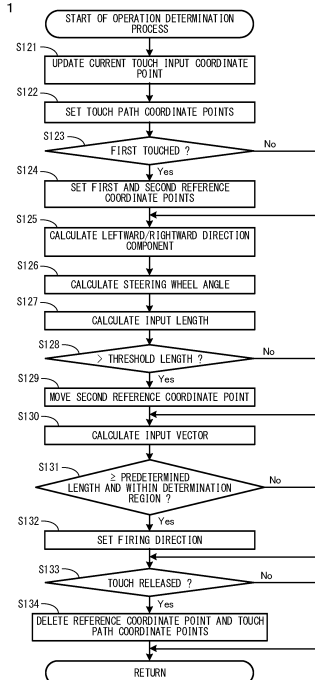 1
START OF OPERATION DETERMINATION
PROCESS
S121
UPDATE CURRENT TOUCH INPUT COORDINATE
POINT
S122
SET TOUCH PATH COORDINATE POINTS
S123
FIRST TOUCHED ?
No
Yes
S124
SET FIRST AND SECOND REFERENCE
COORDINATE POINTS
S125
CALCULATE LEFTWARD/RIGHTWARD DIRECTION
COMPONENT
S126
CALCULATE STEERING WHEEL ANGLE
S127
CALCULATE INPUT LENGTH
S128
> THRESHOLD LENGTH ?
No
Yes
S129
MOVE SECOND REFERENCE COORDINATE POINT
S130
CALCULATE INPUT VECTOR
S131
≥ PREDETERMINED
LENGTH AND WITHIN DETERMINATION
REGION ?
No
Yes
S132
SET FIRING DIRECTION
S133
TOUCH RELEASED ?
No
Yes
S134
DELETE REFERENCE COORDINATE POINT AND TOUCH
PATH COORDINATE POINTS
RETURN